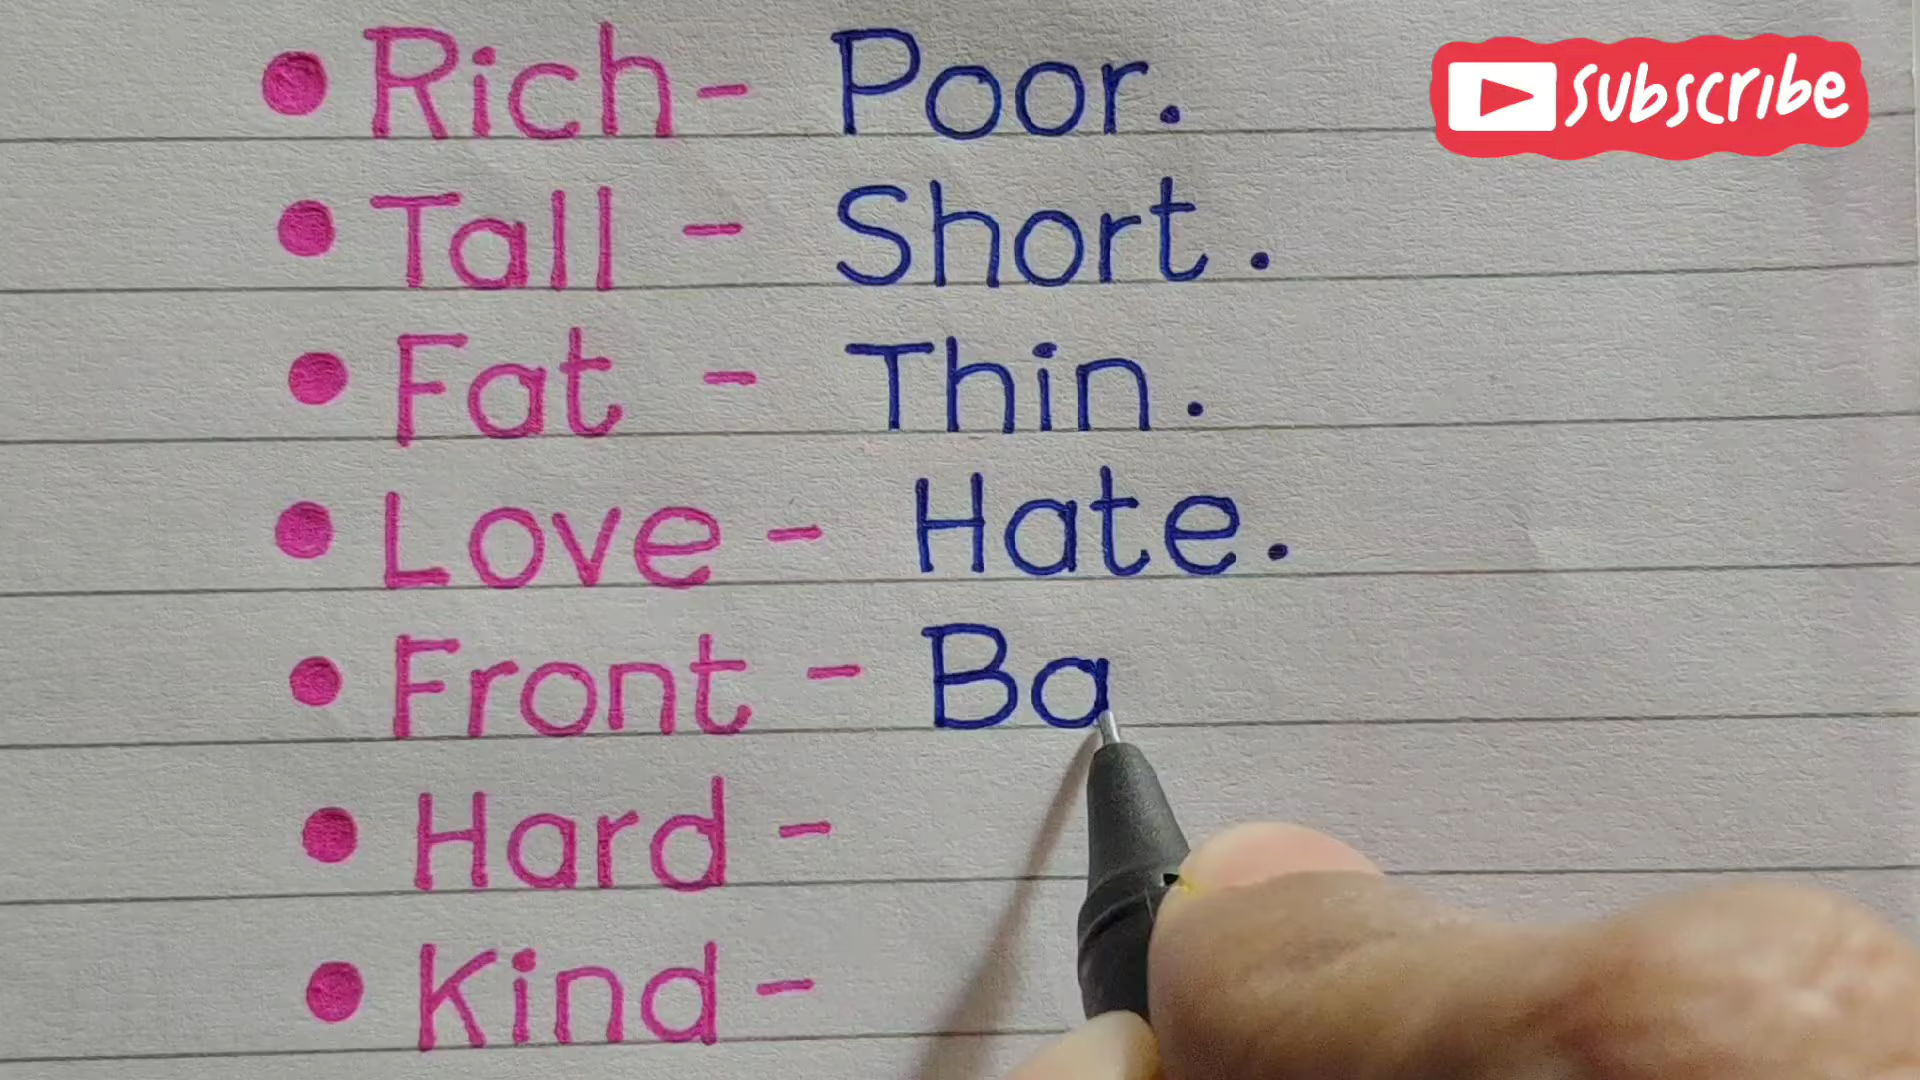 • Rich - Poor.
Subscribe
• Tall - Short.
• Fat - Thin.
• Love - Hate.
• Front - Ba
• Hard -
• Kind -